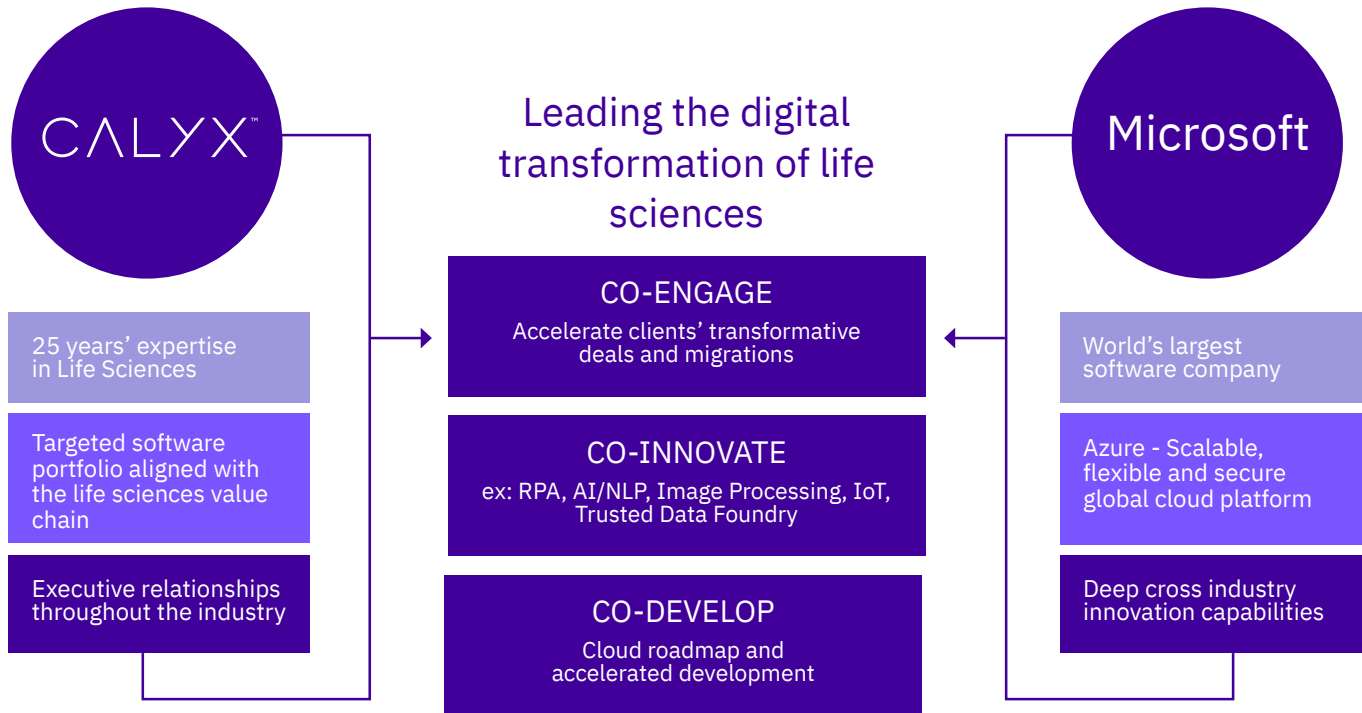 CALYX™
Leading the digital
transformation of life
sciences
Microsoft
25 years’ expertise
in Life Sciences
Targeted software
portfolio aligned with
the life sciences value
chain
Executive relationships
throughout the industry
CO-ENGAGE
Accelerate clients’ transformative
deals and migrations
CO-INNOVATE
ex: RPA, AI/NLP, Image Processing, IoT,
Trusted Data Foundry
CO-DEVELOP
Cloud roadmap and
accelerated development
World’s largest
software company
Azure - Scalable,
flexible and secure
global cloud platform
Deep cross industry
innovation capabilities